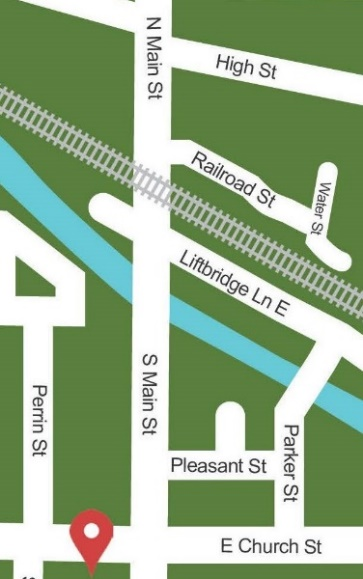 N Main St
High St
Railroad St
Water St
Liftbridge Ln E
S Main St
Perrin St
Pleasant St
Parker St
E Church St